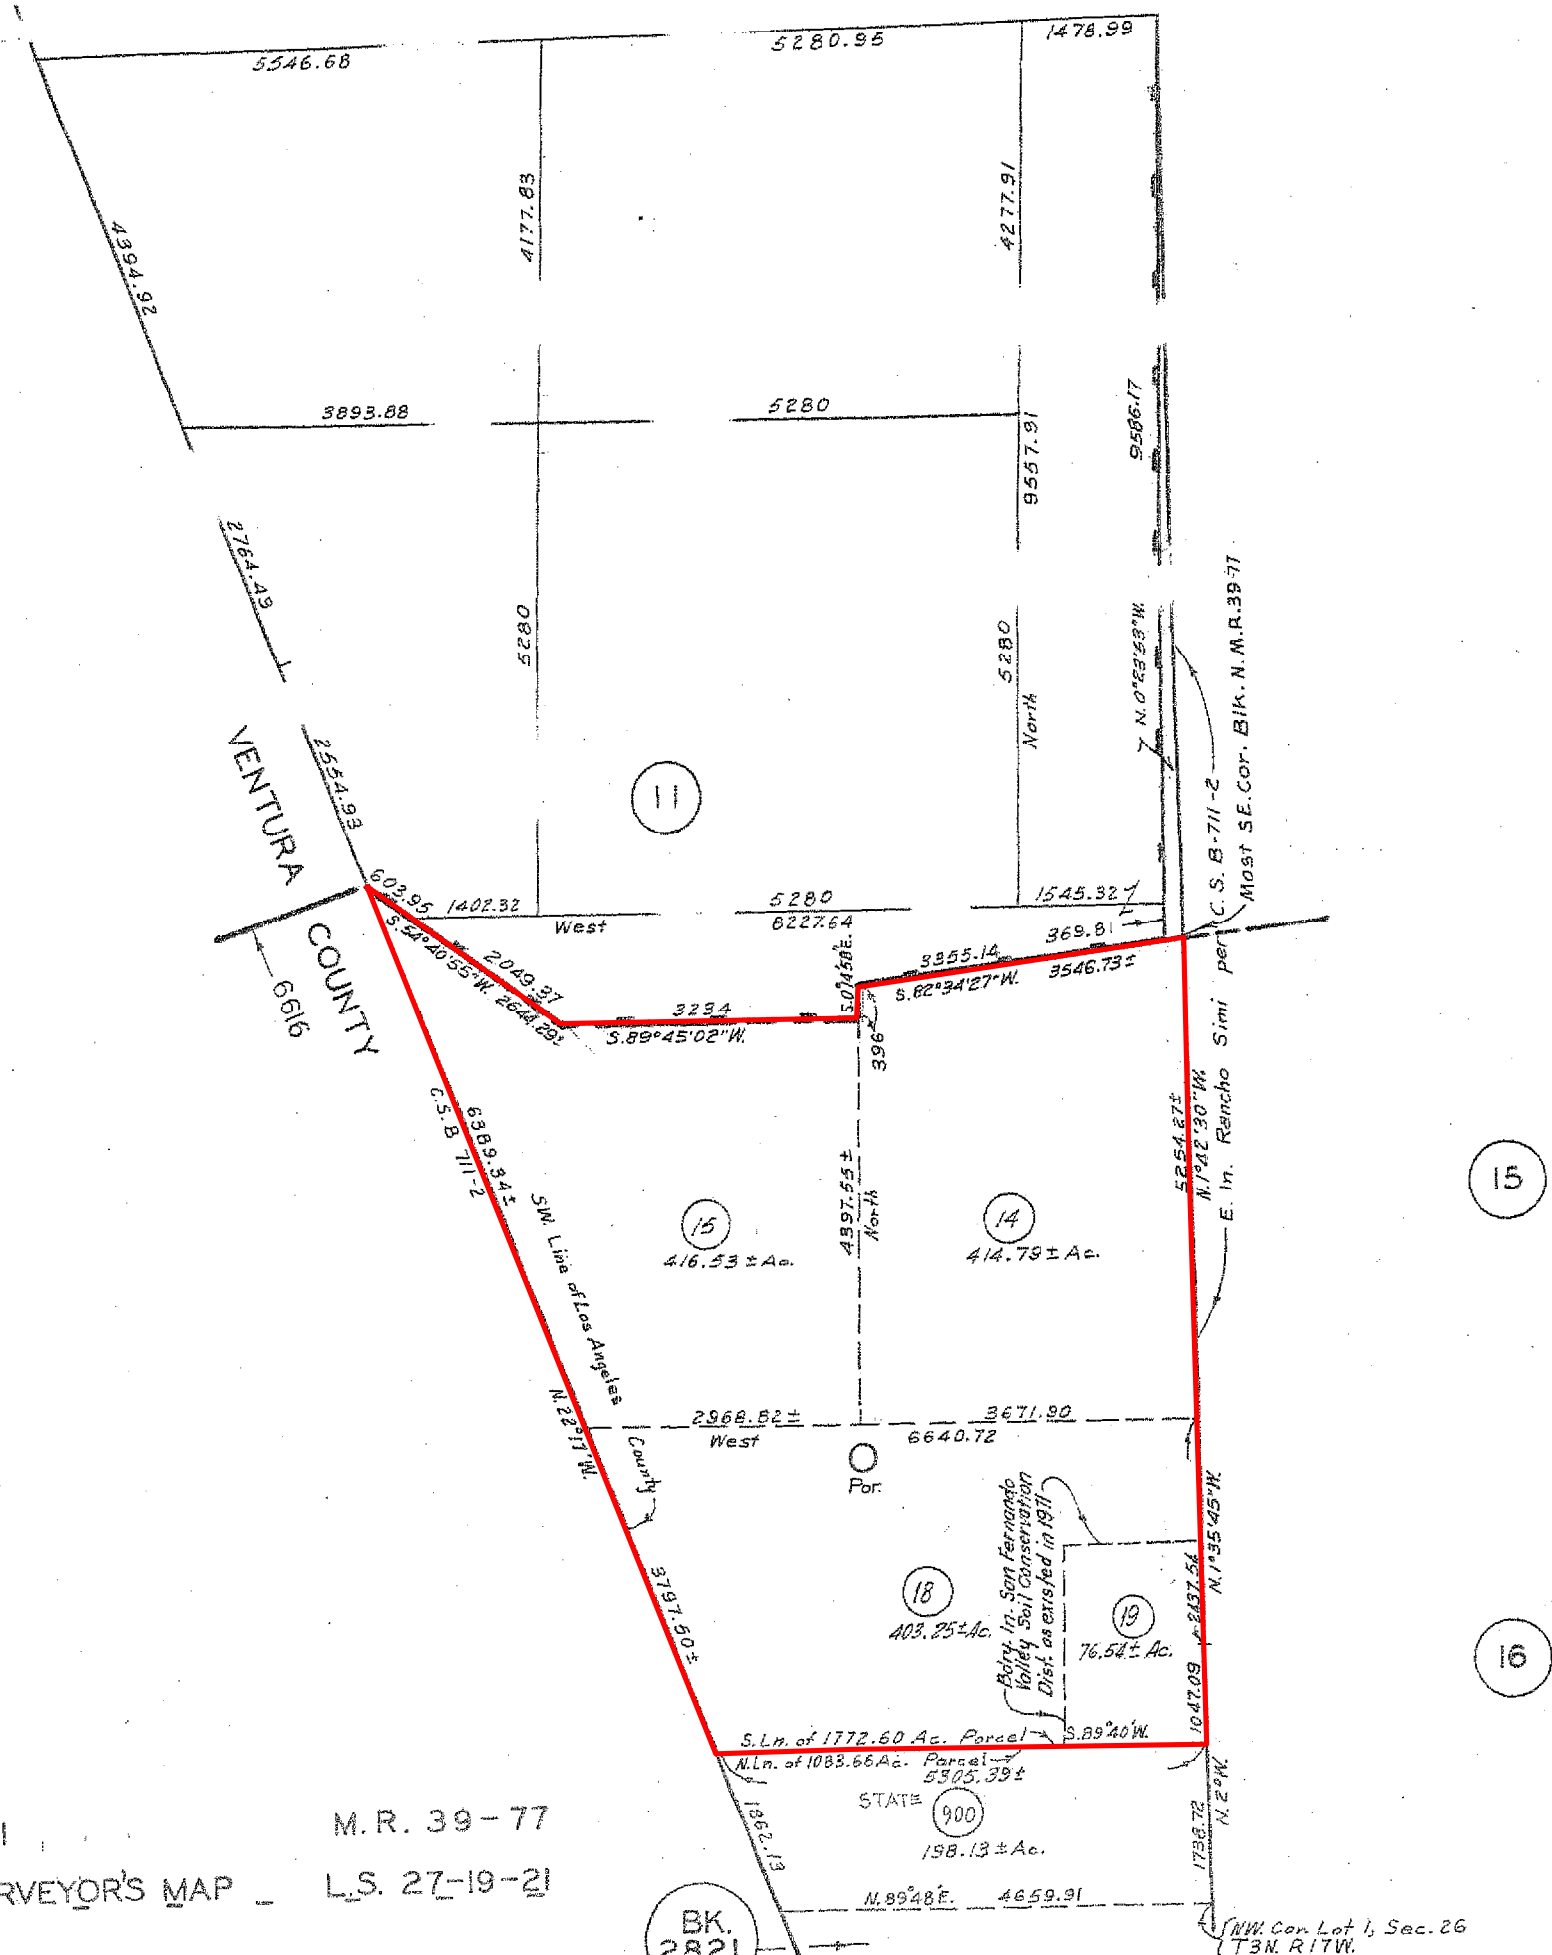 5546.68
5280.95
1478.99
4394.92
4177.83
4277.91
3893.88
5280
9557.91
9586.17
2764.49
5280
5280
North
N.0°23'53"W.
C.S. B-711-2
Most SE. Cor. Blk. N. M.R. 39-77
2554.93
VENTURA
COUNTY
6616
11
603.95
1402.32
West
5280
8227.64
1545.32
369.81
S.54°40'55"W. 2644.29±
2049.37
3234
S.89°45'02"W.
S.0°14'58"E.
396
3355.14
S.82°34'27"W.
3546.73±
E. ln. Rancho Simi per
5254.27±
N.1°42'30"W.
6389.34±
C.S. B 711-2
SW. Line of Los Angeles
County
N.22°17'W.
15
416.53 ± Ac.
4397.55±
North
14
414.79 ± Ac.
15
2968.82±
West
3671.90
6640.72
Por.
Bdry. ln. San Fernando
Valley Soil Conservation
Dist. as existed in 1971
N.1°35'45"W.
2437.54
3797.50±
18
403.25± Ac.
19
76.54± Ac.
1047.09
16
S. Ln. of 1772.60 Ac. Parcel
S.89°40'W.
N. Ln. of 1083.66 Ac. Parcel
5305.39±
STATE
900
198.13 ± Ac.
1862.13
1738.72
N.2°W.
N.89°48'E. 4659.91
M.R. 39-77
RVEYOR'S MAP _ L.S. 27-19-21
BK.
2821
NW. Cor. Lot 1, Sec. 26
T3N. R17W.